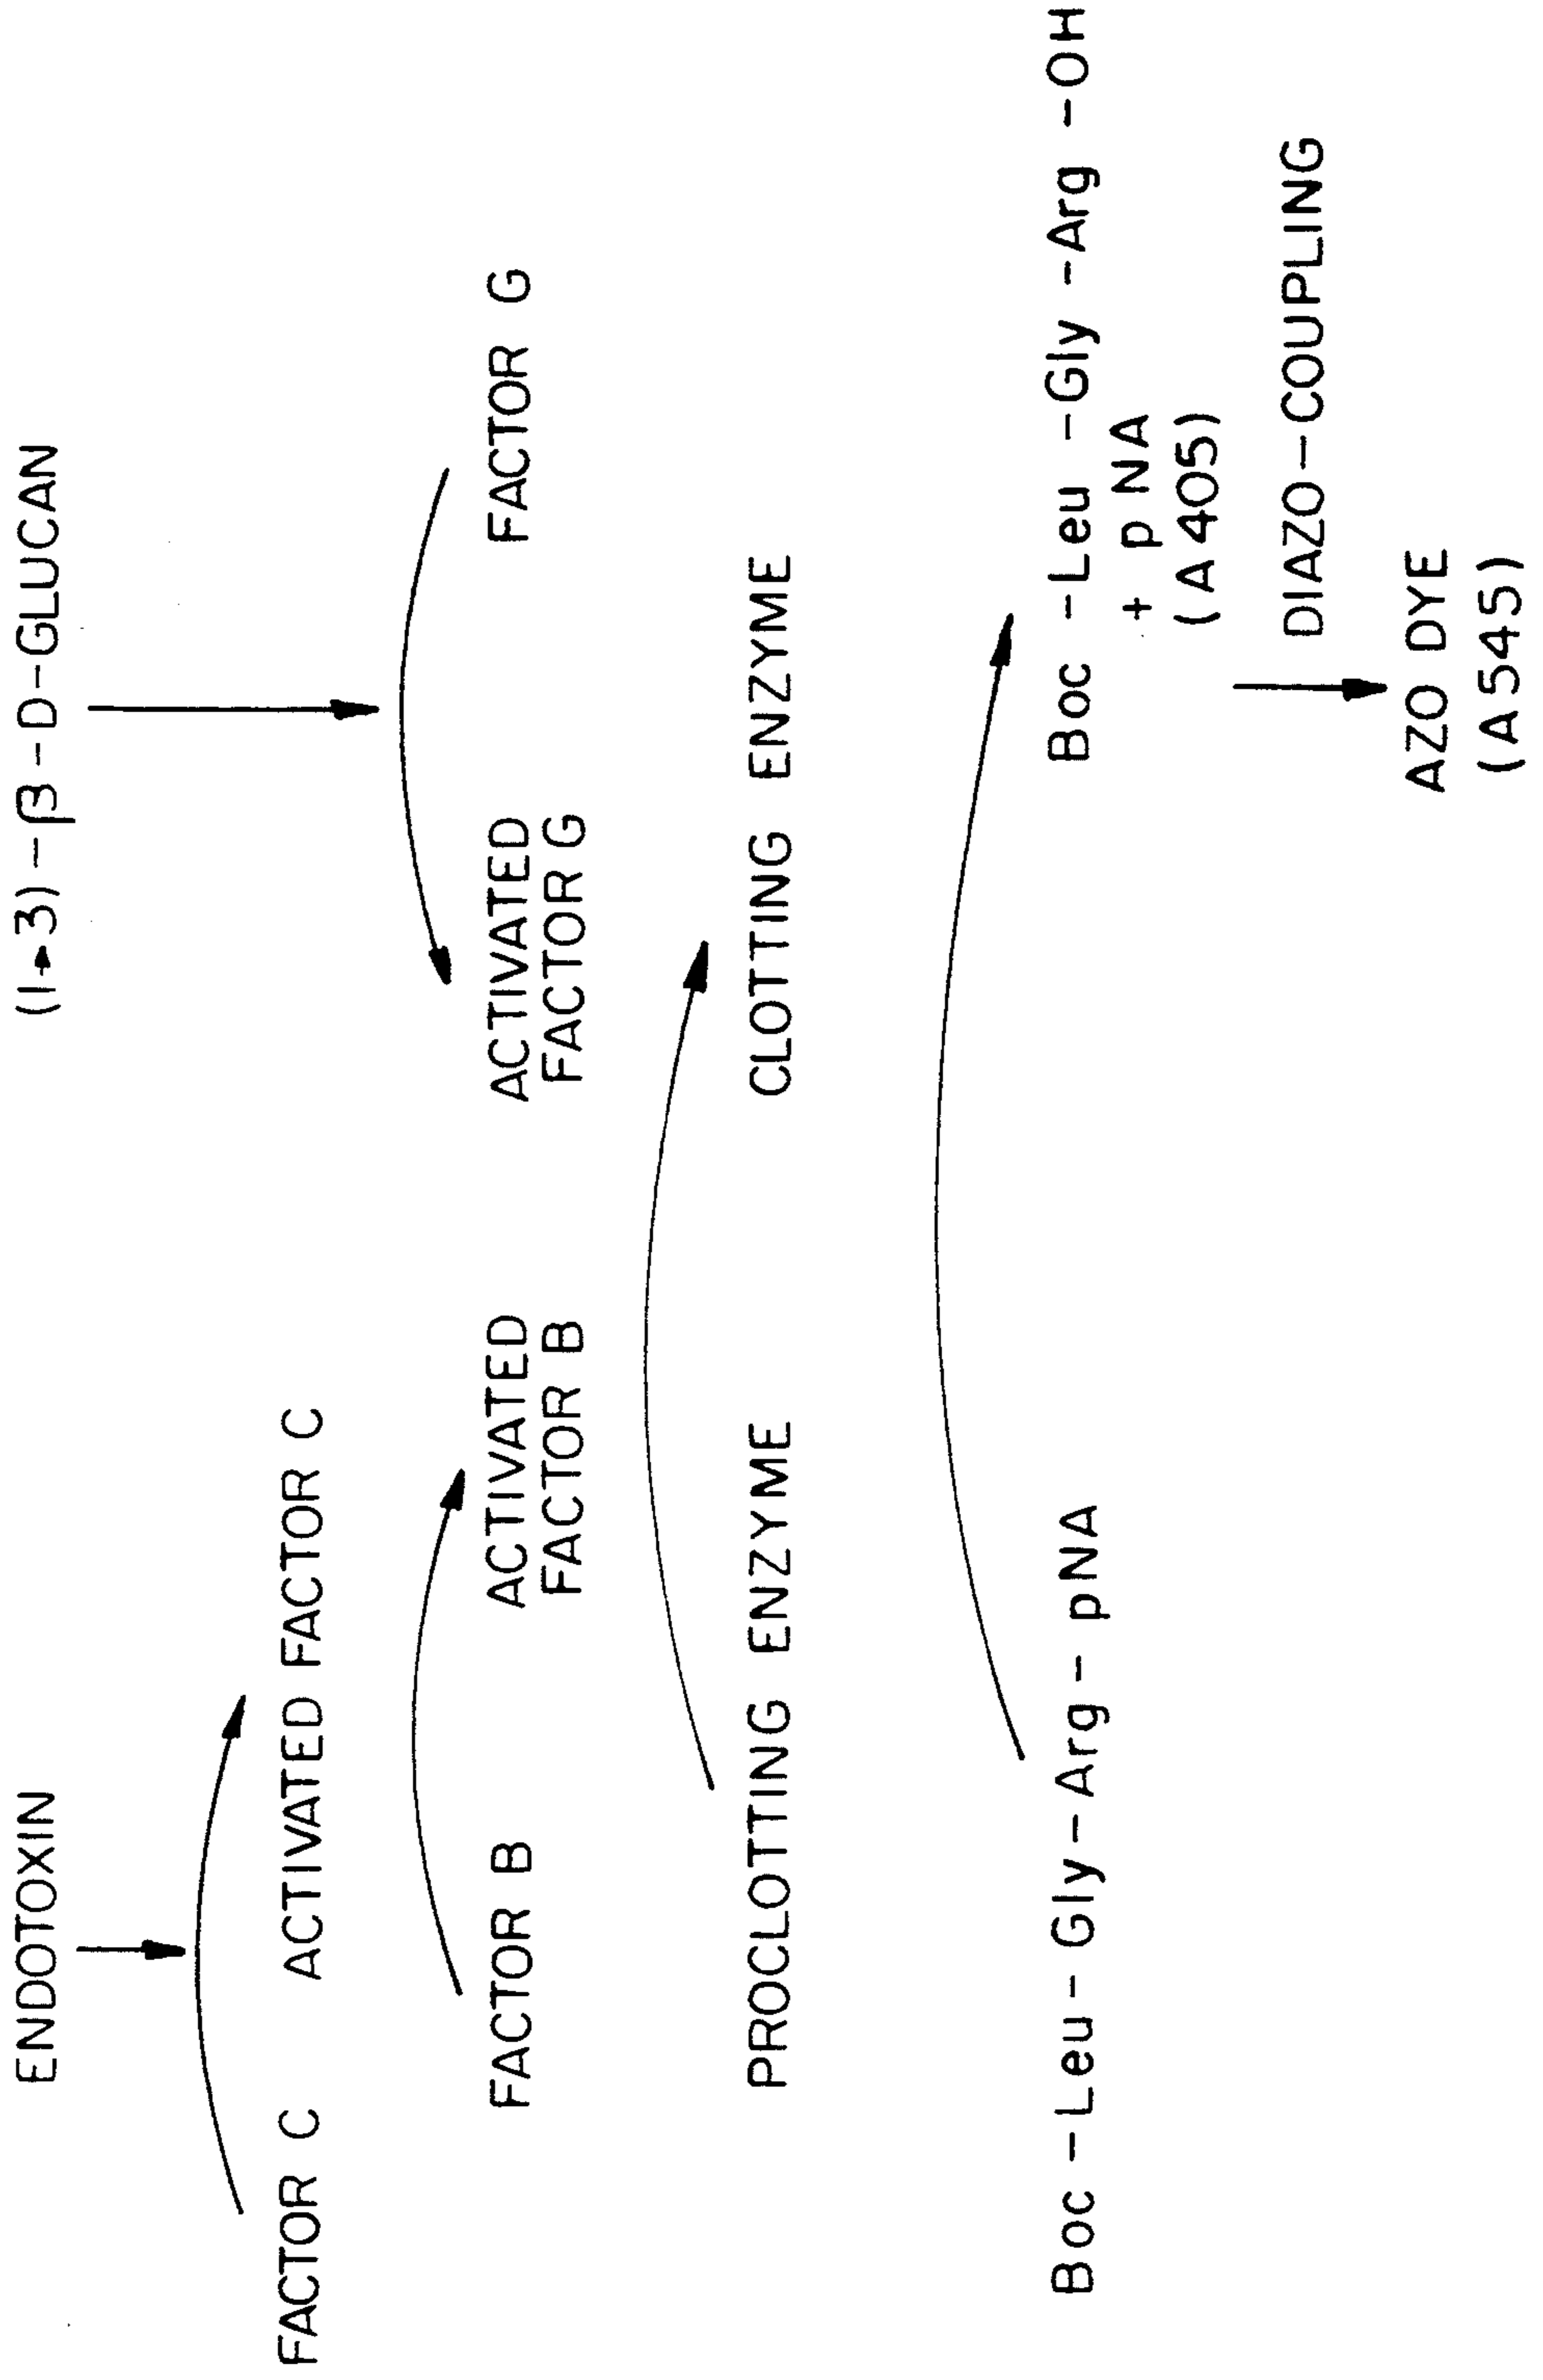 ENDOTOXIN
(1→3)-β-D-GLUCAN
FACTOR C
ACTIVATED FACTOR C
FACTOR B
ACTIVATED
FACTOR B
ACTIVATED
FACTOR G
FACTOR G
PROCLOTTING ENZYME
CLOTTING ENZYME
Boc-Leu-Gly-Arg-pNA
Boc-Leu-Gly-Arg-OH
+ pNA
(A405)
DIAZO-COUPLING
AZO DYE
(A545)